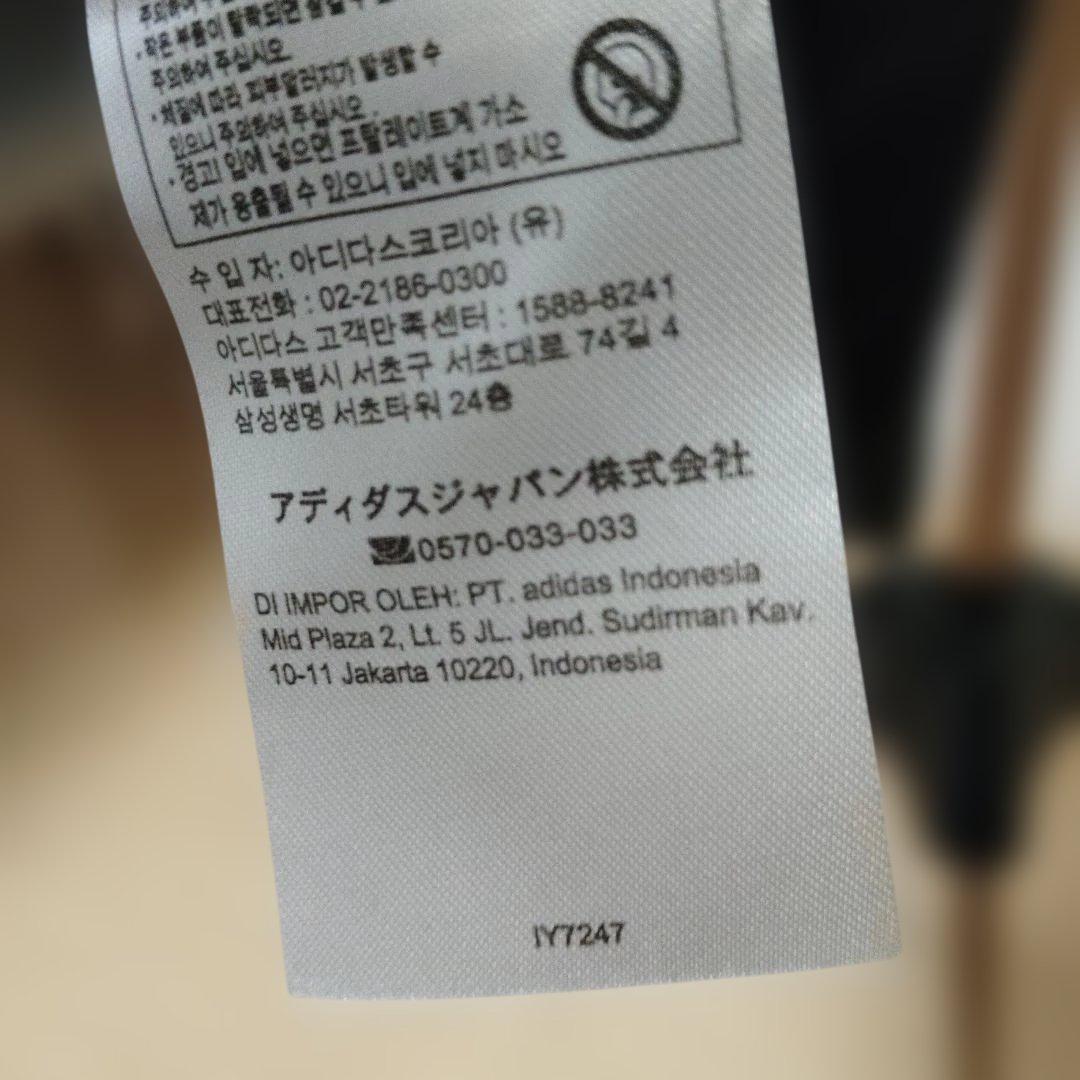 주의하여
· 작은 부품이 탈락되면 삼킬 수
주의하여 주십시오.
· 체질에 따라 피부알러지가 발생할 수
있으니 주의하여 주십시오.
· 경고! 입에 넣으면 프탈레이트계 가소
제가 용출될 수 있으니 입에 넣지 마시오
수 입 자: 아디다스코리아 (유)
대표전화 : 02-2186-0300
아디다스 고객만족센터 : 1588-8241
서울특별시 서초구 서초대로 74길 4
삼성생명 서초타워 24층
アディダスジャパン株式会社
0570-033-033
DI IMPOR OLEH: PT. adidas Indonesia
Mid Plaza 2, Lt. 5 JL. Jend. Sudirman Kav.
10-11 Jakarta 10220, Indonesia
IY7247